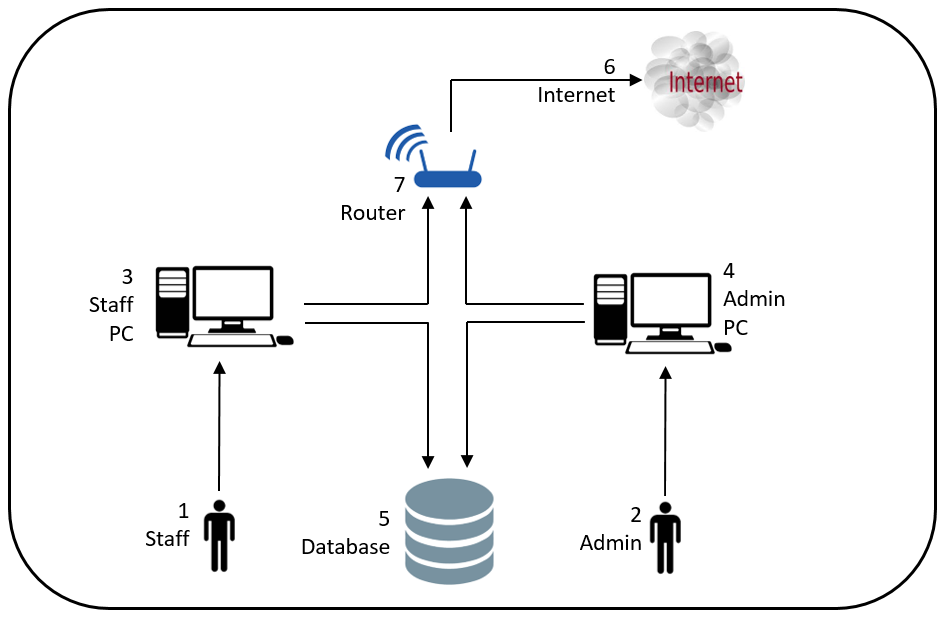 6
Internet
Internet
7
Router
3
Staff
PC
4
Admin
PC
1
Staff
5
Database
2
Admin